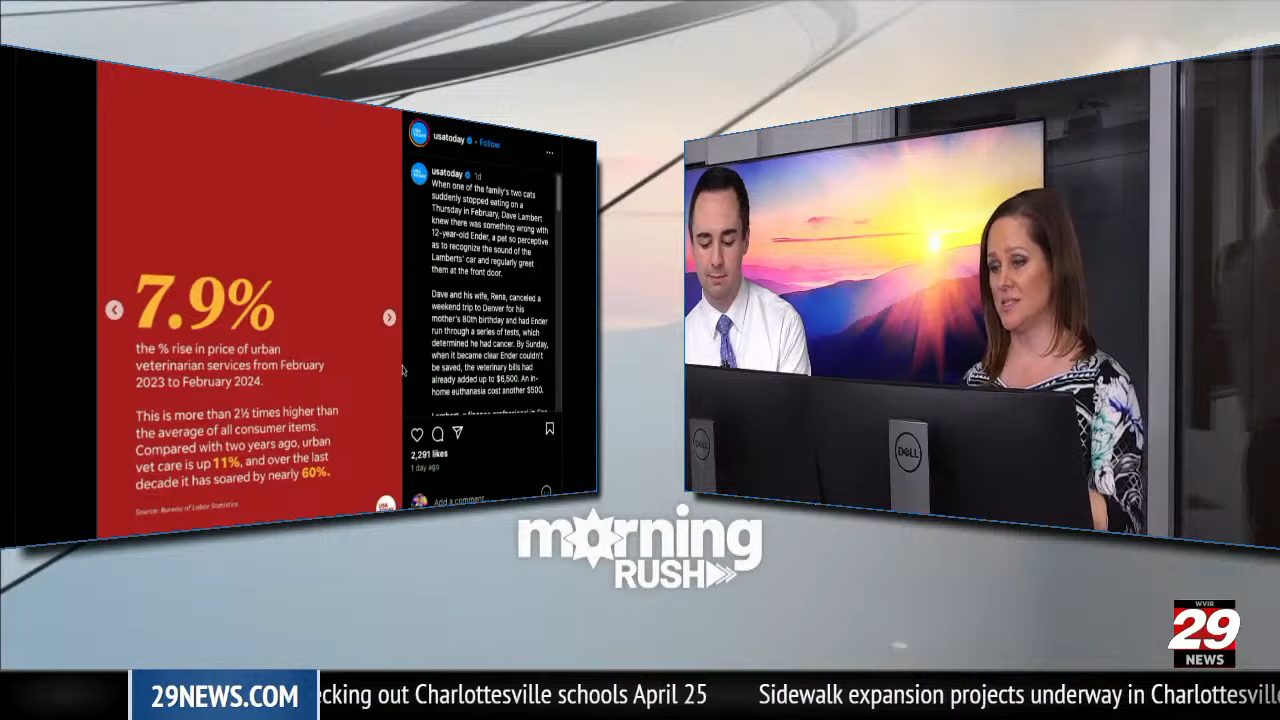 7.9%
the % rise in price of urban
veterinarian services from February
2023 to February 2024.
This is more than 2½ times higher than
the average of all consumer items.
Compared with two years ago, urban
vet care is up 11%, and over the last
decade it has soared by nearly 60%.
Source: Bureau of Labor Statistics
usatoday • Follow
usatoday 1d
When one of the family's two cats
suddenly stopped eating on a
Thursday in February, Dave Lambert
knew there was something wrong with
12-year-old Ender, a pet so perceptive
as to recognize the sound of the
Lamberts' car and regularly greet
them at the front door.
Dave and his wife, Rena, canceled a
weekend trip to Denver for his
mother's 80th birthday and had Ender
run through a series of tests, which
determined he had cancer. By Sunday,
when it became clear Ender couldn't
be saved, the veterinary bills had
already added up to $6,500. An in-
home euthanasia cost another $500.
2,291 likes
1 day ago
Add a comment
DELL
DELL
morning
RUSH
WVIR
29
NEWS
29NEWS.COM
ecking out Charlottesville schools April 25 Sidewalk expansion projects underway in Charlottesvill